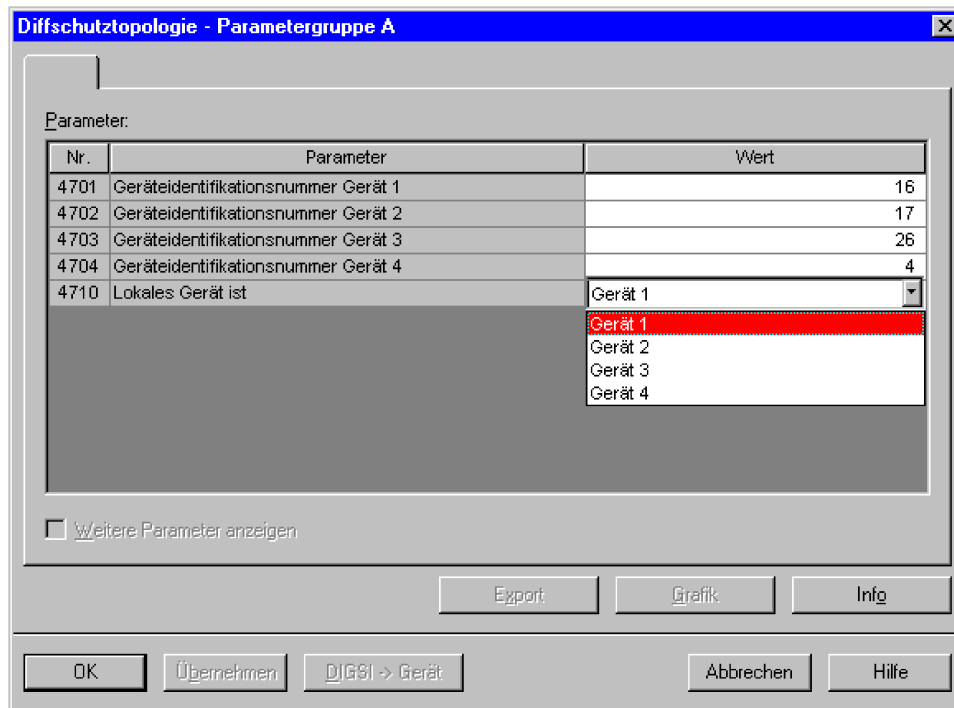 Diffschutztopologie - Parametergruppe A
Parameter:
Nr. Parameter Wert
4701 Geräteidentifikationsnummer Gerät 1 16
4702 Geräteidentifikationsnummer Gerät 2 17
4703 Geräteidentifikationsnummer Gerät 3 26
4704 Geräteidentifikationsnummer Gerät 4 4
4710 Lokales Gerät ist Gerät 1
Gerät 1
Gerät 2
Gerät 3
Gerät 4
Weitere Parameter anzeigen
Export Grafik Info
OK Übernehmen DIGSI -> Gerät Abbrechen Hilfe